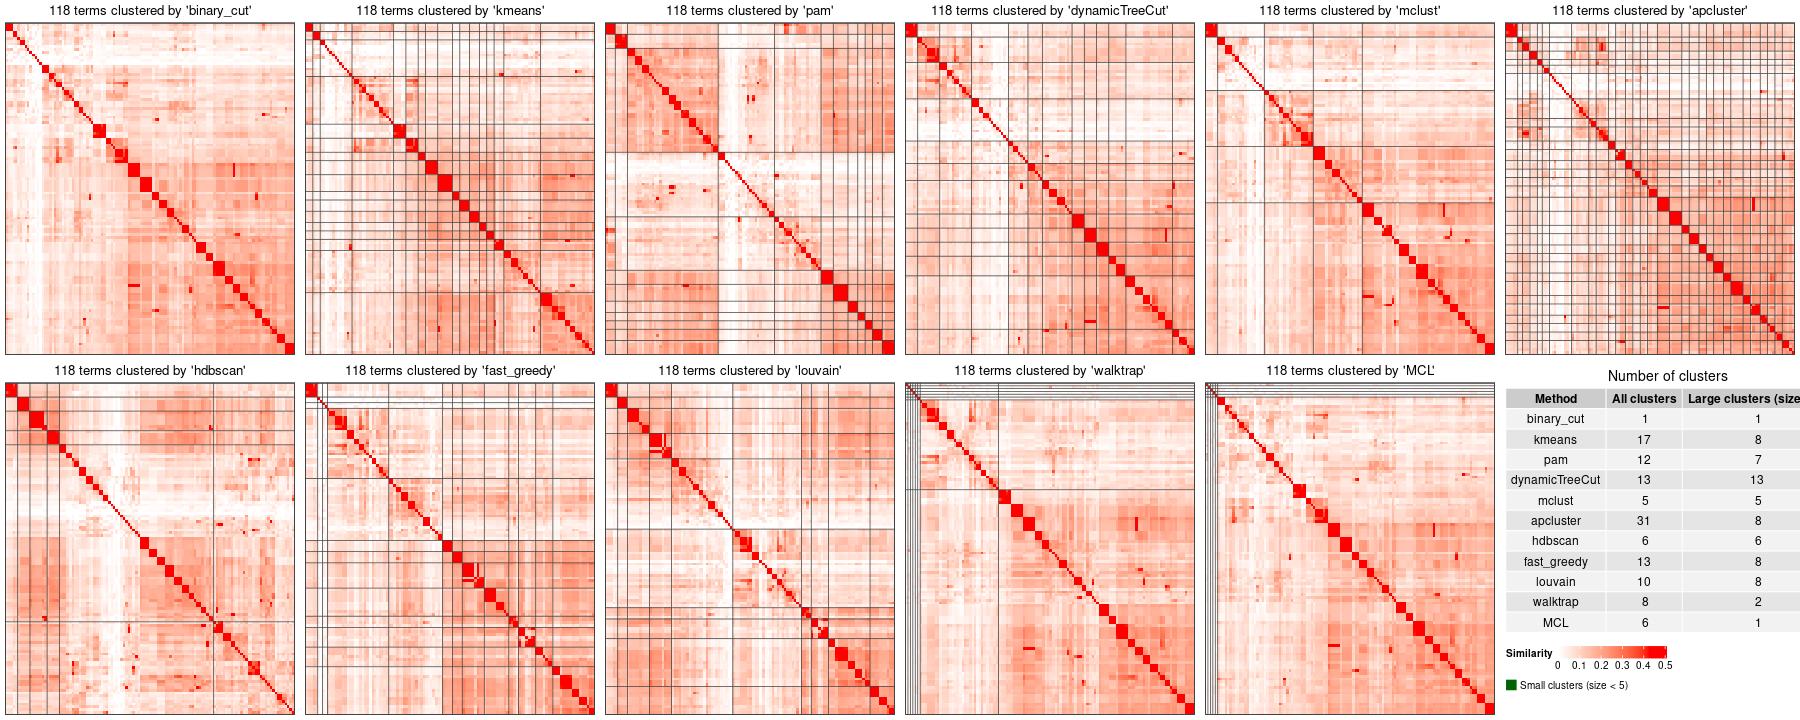 118 terms clustered by 'binary_cut'
118 terms clustered by 'kmeans'
118 terms clustered by 'pam'
118 terms clustered by 'dynamicTreeCut'
118 terms clustered by 'mclust'
118 terms clustered by 'apcluster'
118 terms clustered by 'hdbscan'
118 terms clustered by 'fast_greedy'
118 terms clustered by 'louvain'
118 terms clustered by 'walktrap'
118 terms clustered by 'MCL'
Number of clusters
Method All clusters Large clusters (size
binary_cut 1 1
kmeans 17 8
pam 12 7
dynamicTreeCut 13 13
mclust 5 5
apcluster 31 8
hdbscan 6 6
fast_greedy 13 8
louvain 10 8
walktrap 8 2
MCL 6 1
Similarity
0 0.1 0.2 0.3 0.4 0.5
Small clusters (size < 5)